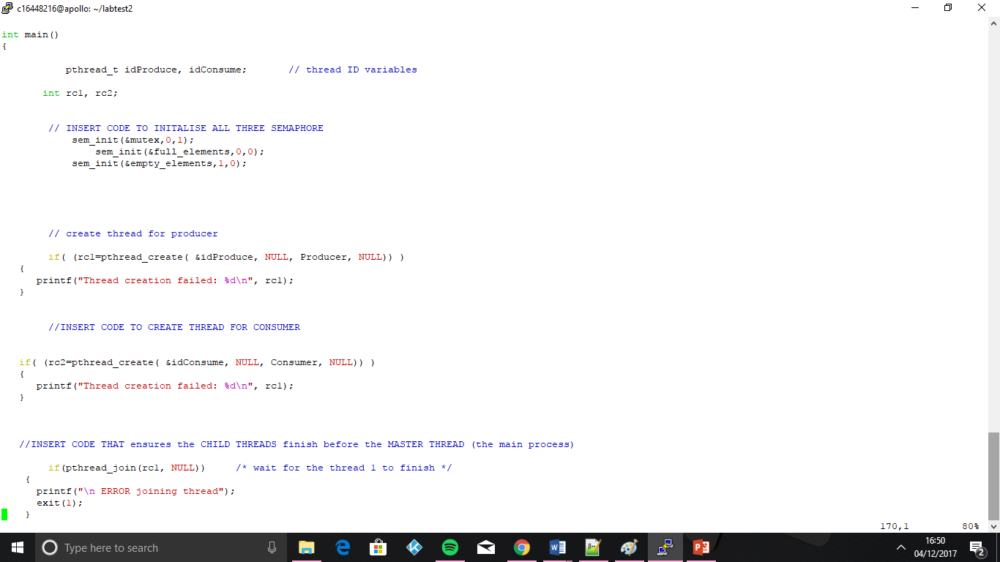 c16448216@apollo: ~/labtest2
int main()
{
pthread_t idProduce, idConsume; // thread ID variables
int rc1, rc2;
// INSERT CODE TO INITALISE ALL THREE SEMAPHORE
sem_init(&mutex,0,1);
sem_init(&full_elements,0,0);
sem_init(&empty_elements,1,0);
// create thread for producer
if( (rc1=pthread_create( &idProduce, NULL, Producer, NULL)) )
{
printf("Thread creation failed: %d\n", rc1);
}
//INSERT CODE TO CREATE THREAD FOR CONSUMER
if( (rc2=pthread_create( &idConsume, NULL, Consumer, NULL)) )
{
printf("Thread creation failed: %d\n", rc1);
}
//INSERT CODE THAT ensures the CHILD THREADS finish before the MASTER THREAD (the main process)
if(pthread_join(rc1, NULL)) /* wait for the thread 1 to finish */
{
printf("\n ERROR joining thread");
exit(1);
}
170,1 80%
Type here to search
16:50
04/12/2017
2